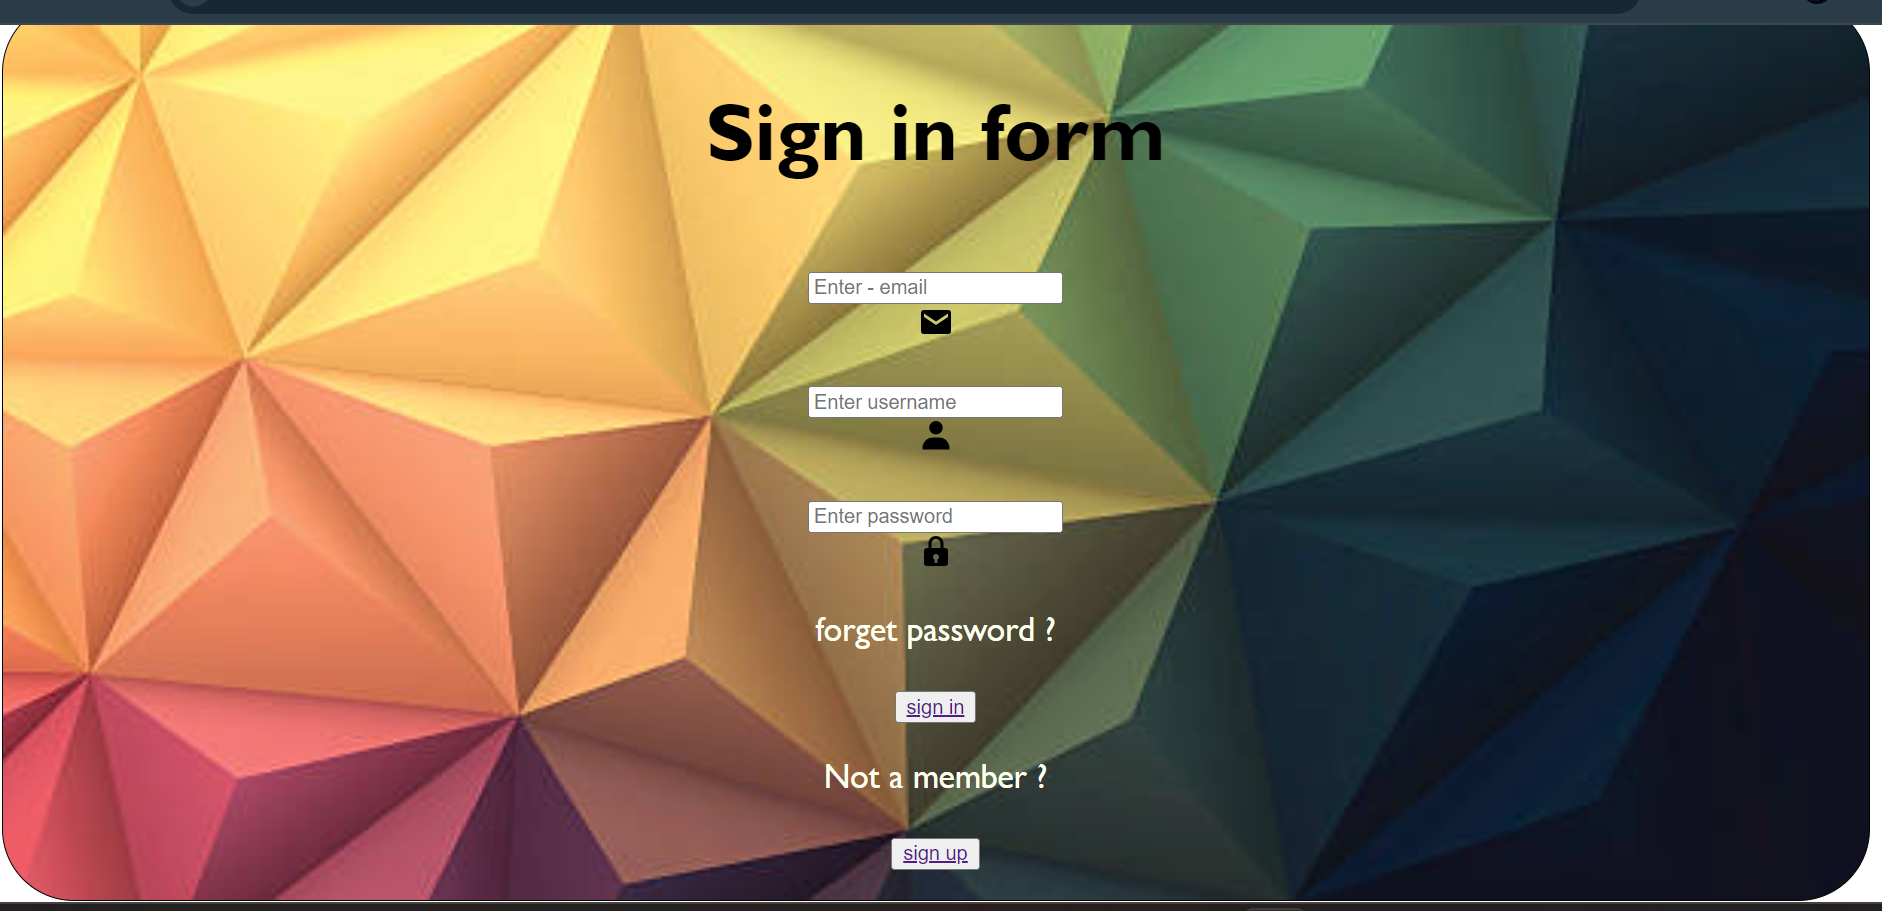 Sign in form
Enter - email
Enter username
Enter password
forget password ?
sign in
Not a member ?
sign up